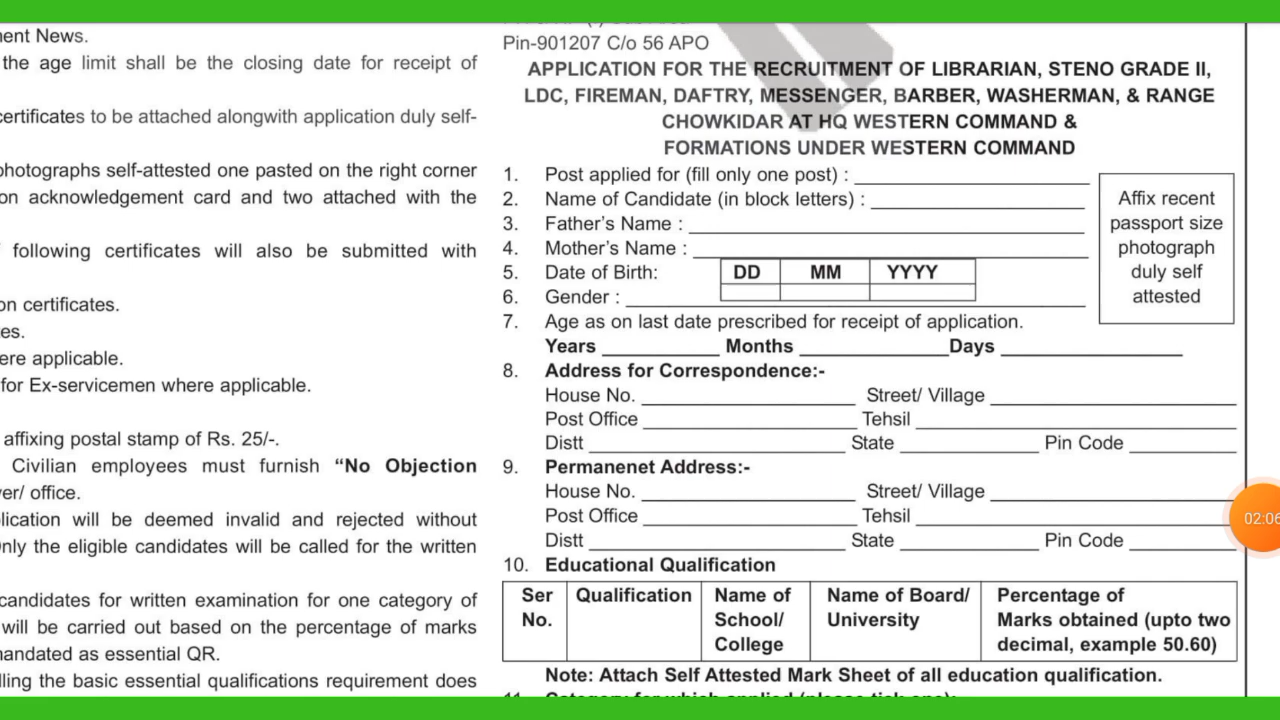 ment News.
the age limit shall be the closing date for receipt of
certificates to be attached alongwith application duly self-
photographs self-attested one pasted on the right corner
on acknowledgement card and two attached with the
following certificates will also be submitted with
on certificates.
es.
ere applicable.
for Ex-servicemen where applicable.
affixing postal stamp of Rs. 25/-.
Civilian employees must furnish “No Objection
er/ office.
lication will be deemed invalid and rejected without
Only the eligible candidates will be called for the written
candidates for written examination for one category of
will be carried out based on the percentage of marks
mandated as essential QR.
lling the basic essential qualifications requirement does
Pin-901207 C/o 56 APO
APPLICATION FOR THE RECRUITMENT OF LIBRARIAN, STENO GRADE II,
LDC, FIREMAN, DAFTRY, MESSENGER, BARBER, WASHERMAN, & RANGE
CHOWKIDAR AT HQ WESTERN COMMAND &
FORMATIONS UNDER WESTERN COMMAND
1. Post applied for (fill only one post) :
2. Name of Candidate (in block letters) :
3. Father’s Name :
4. Mother’s Name :
5. Date of Birth: DD MM YYYY
6. Gender :
Affix recent
passport size
photograph
duly self
attested
7. Age as on last date prescribed for receipt of application.
Years Months Days
8. Address for Correspondence:-
House No. Street/ Village
Post Office Tehsil
Distt State Pin Code
9. Permanenet Address:-
House No. Street/ Village
Post Office Tehsil
Distt State Pin Code
10. Educational Qualification
Ser No. Qualification Name of School/ College Name of Board/ University Percentage of Marks obtained (upto two decimal, example 50.60)
Note: Attach Self Attested Mark Sheet of all education qualification.
11. Category for which applied (please tick one):
02:06